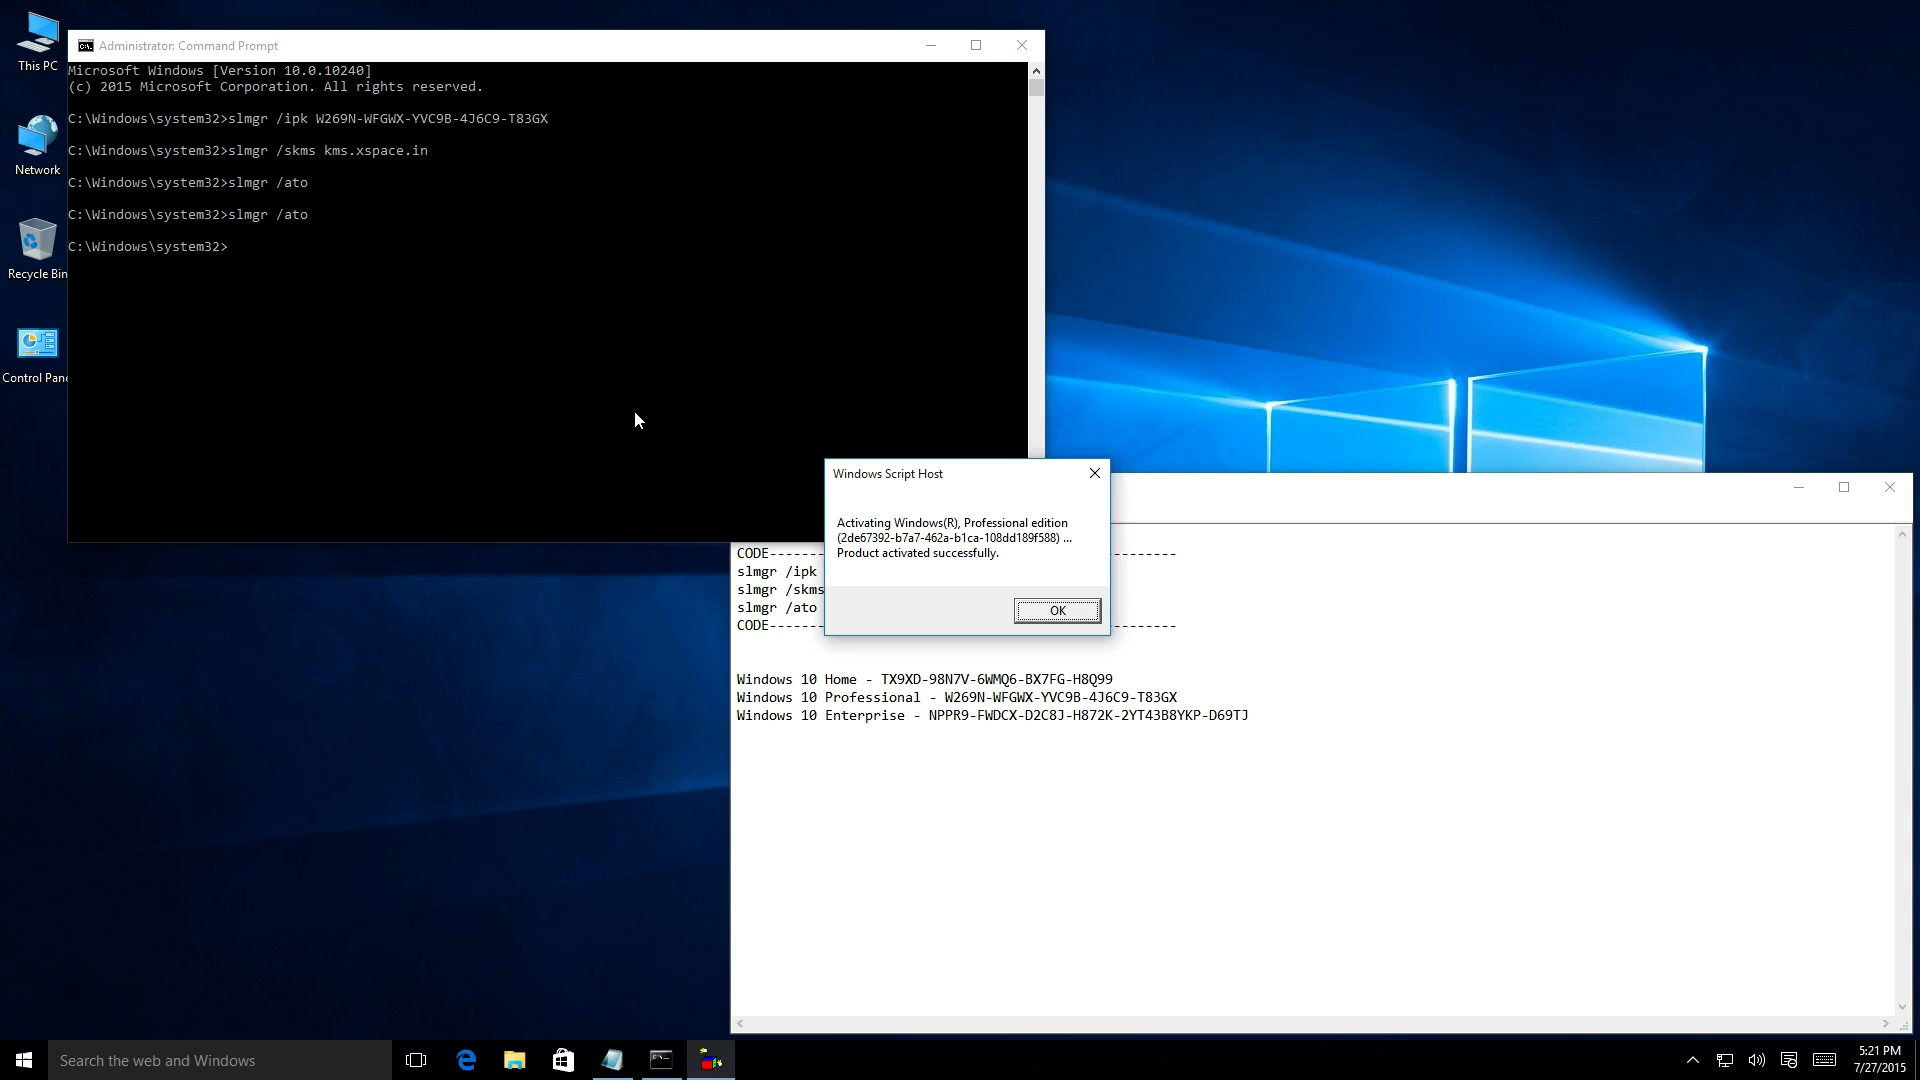 This PC
Network
Recycle Bin
Control Pane
Administrator: Command Prompt
Microsoft Windows [Version 10.0.10240]
(c) 2015 Microsoft Corporation. All rights reserved.
C:\Windows\system32>slmgr /ipk W269N-WFGWX-YVC9B-4J6C9-T83GX
C:\Windows\system32>slmgr /skms kms.xspace.in
C:\Windows\system32>slmgr /ato
C:\Windows\system32>slmgr /ato
C:\Windows\system32>
Windows Script Host
Activating Windows(R), Professional edition
(2de67392-b7a7-462a-b1ca-108dd189f588) ...
Product activated successfully.
OK
CODE------- --------
slmgr /ipk
slmgr /skms
slmgr /ato
CODE------- --------
Windows 10 Home - TX9XD-98N7V-6WMQ6-BX7FG-H8Q99
Windows 10 Professional - W269N-WFGWX-YVC9B-4J6C9-T83GX
Windows 10 Enterprise - NPPR9-FWDCX-D2C8J-H872K-2YT43B8YKP-D69TJ
Search the web and Windows
5:21 PM
7/27/2015